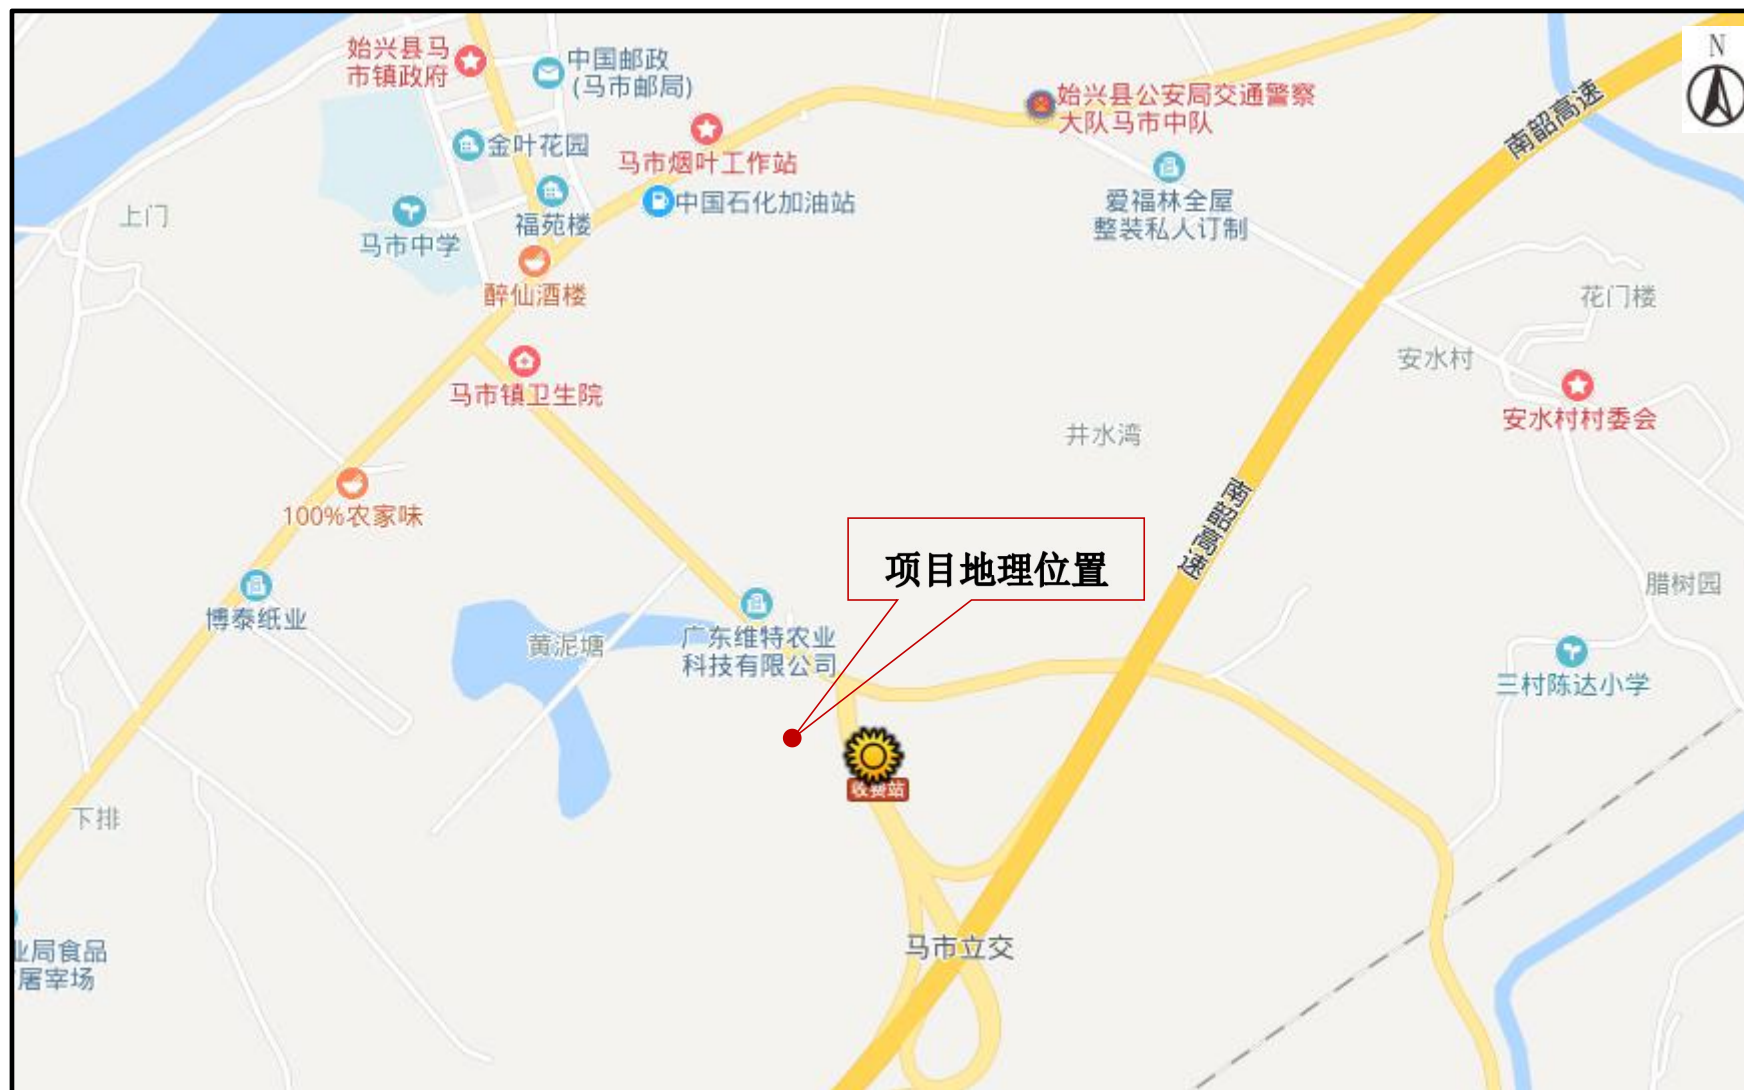 始兴县马
市镇政府
中国邮政
(马市邮局)
始兴县公安局交通警察
大队马市中队
南韶高速
N
金叶花园
马市烟叶工作站
中国石化加油站
爱福林全屋
整装私人订制
上门
马市中学
福苑楼
醉仙酒楼
花门楼
安水村
马市镇卫生院
安水村村委会
井水湾
100%农家味
南韶高速
项目地理位置
博泰纸业
黄泥塘
广东维特农业
科技有限公司
腊树园
三村陈达小学
收费站
下排
马市立交
业局食品
屠宰场